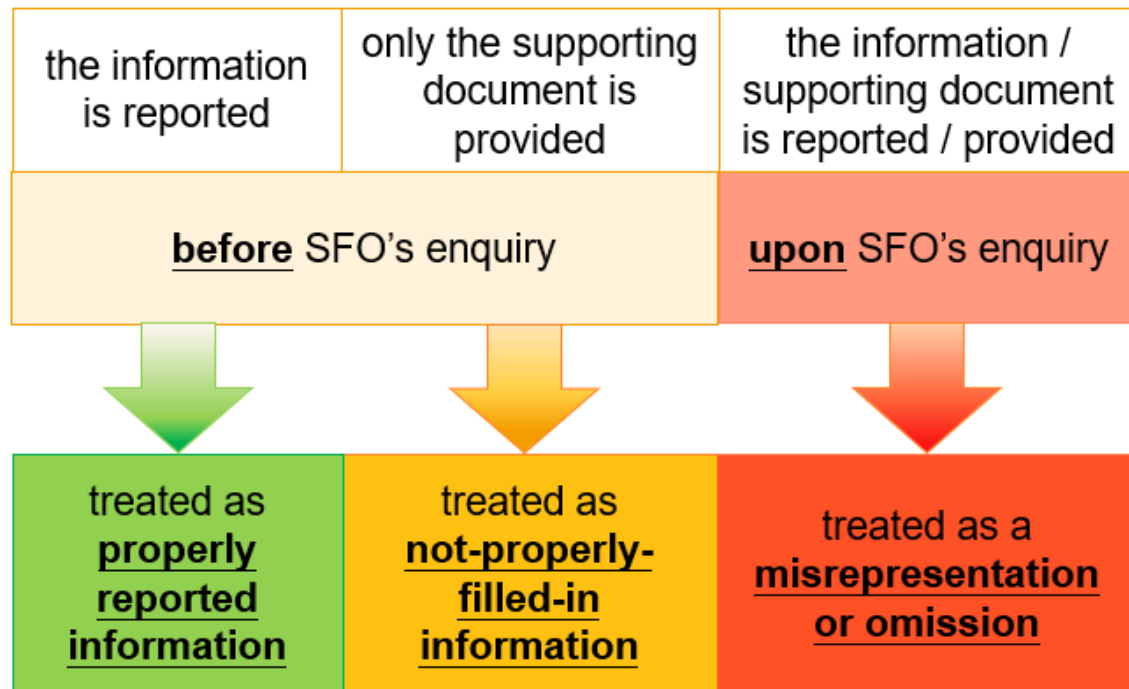 the information
is reported
only the supporting
document is
provided
the information /
supporting document
is reported / provided
before SFO’s enquiry
upon SFO’s enquiry
treated as
properly
reported
information
treated as
not-properly-
filled-in
information
treated as a
misrepresentation
or omission